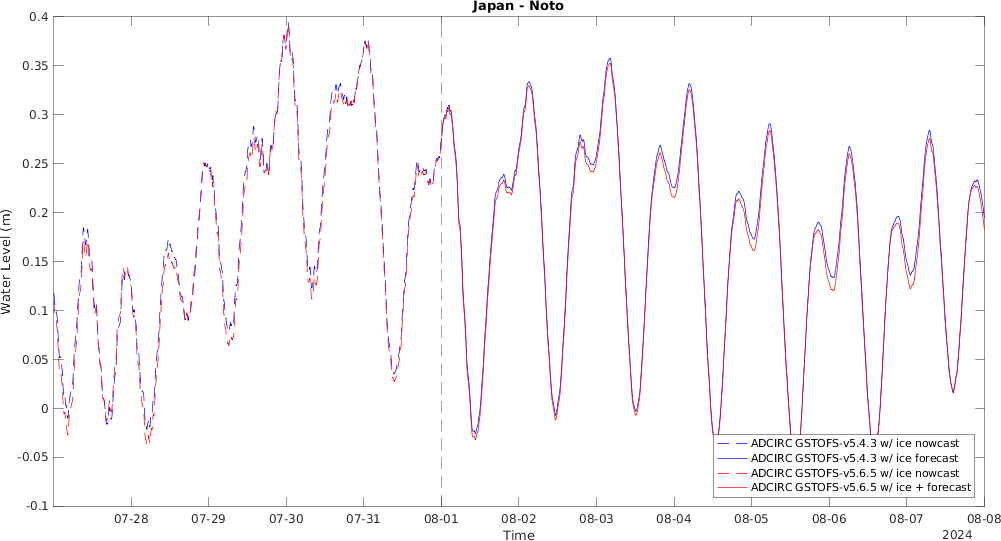 Japan - Noto
Water Level (m)
0.4
0.35
0.3
0.25
0.2
0.15
0.1
0.05
0
-0.05
-0.1
ADCIRC GSTOFS-v5.4.3 w/ ice nowcast
ADCIRC GSTOFS-v5.4.3 w/ ice forecast
ADCIRC GSTOFS-v5.6.5 w/ ice nowcast
ADCIRC GSTOFS-v5.6.5 w/ ice + forecast
07-28 07-29 07-30 07-31 08-01 08-02 08-03 08-04 08-05 08-06 08-07 08-08
Time
2024